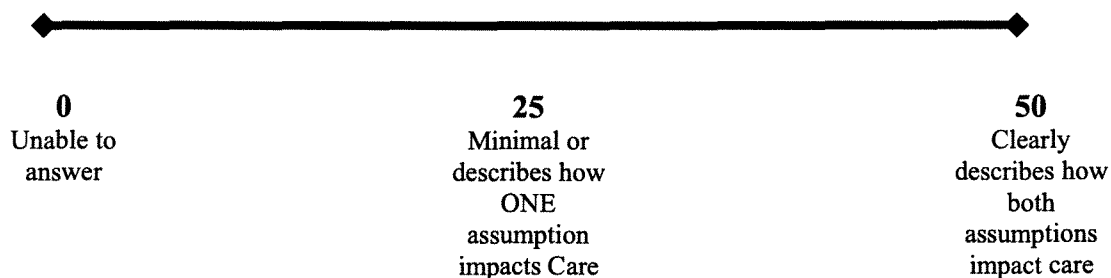 0
Unable to
answer
25
Minimal or
describes how
ONE
assumption
impacts Care
50
Clearly
describes how
both
assumptions
impact care